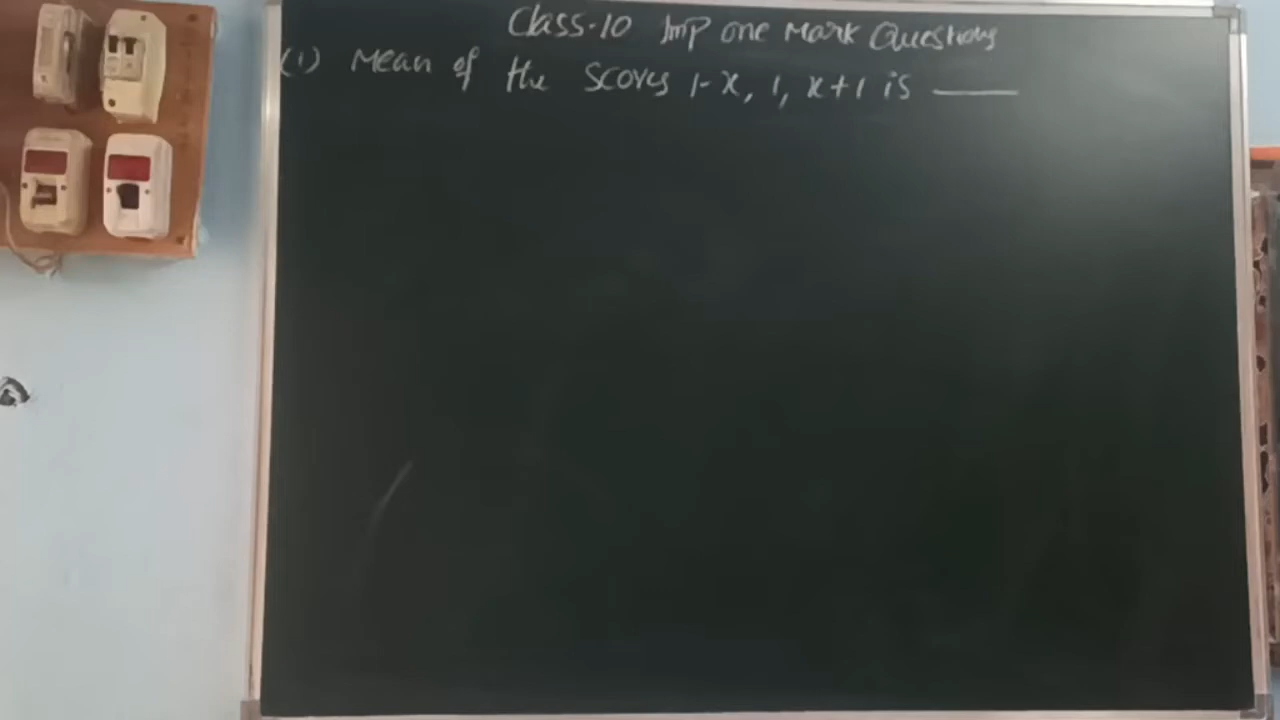 Class-10 Imp one Mark Questions
(1) Mean of the Scores 1-x, 1, x+1 is ____